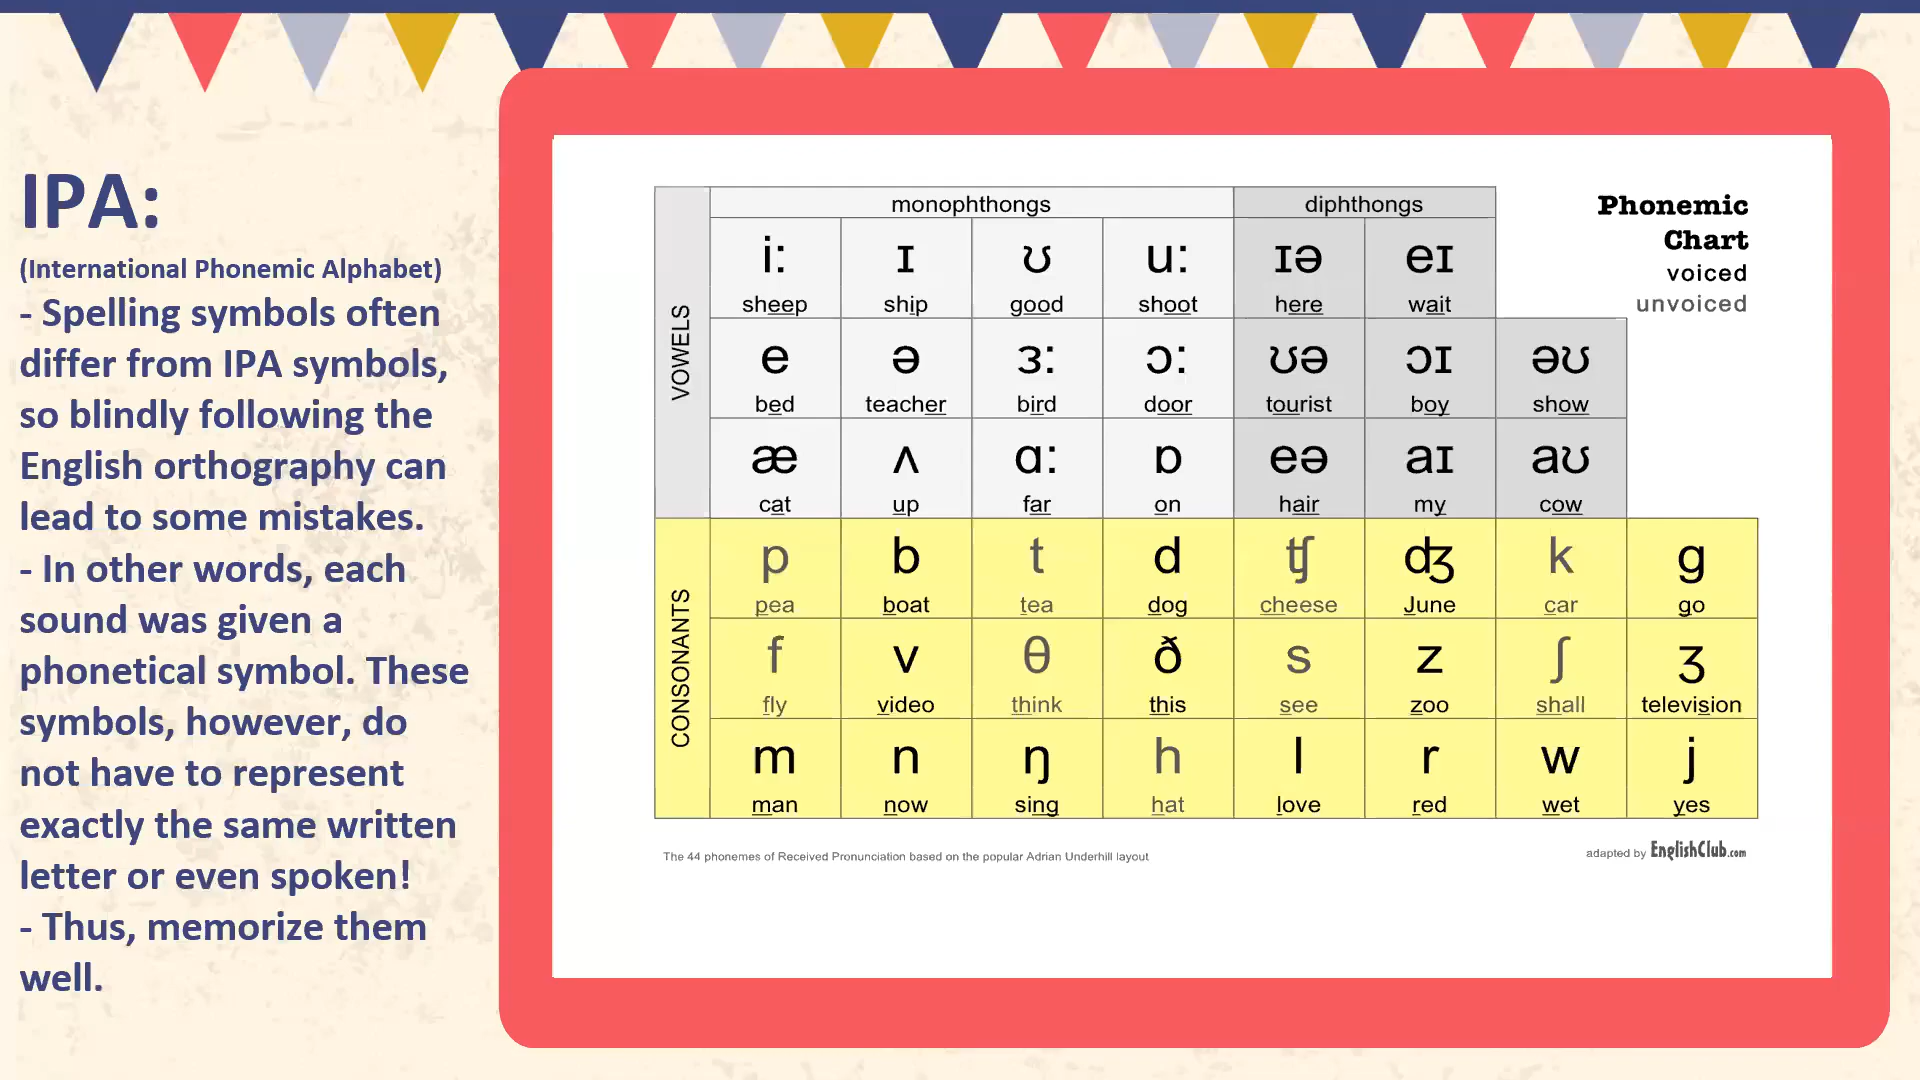 IPA:
(International Phonemic Alphabet)
- Spelling symbols often
differ from IPA symbols,
so blindly following the
English orthography can
lead to some mistakes.
- In other words, each
sound was given a
phonetical symbol. These
symbols, however, do
not have to represent
exactly the same written
letter or even spoken!
- Thus, memorize them
well.
monophthongs diphthongs
Phonemic
Chart
voiced
unvoiced
VOWELS
i: ɪ ʊ u: ɪə eɪ
sheep ship good shoot here wait
e ə ɜ: ɔ: ʊə ɔɪ əʊ
bed teacher bird door tourist boy show
æ ʌ ɑ: ɒ eə aɪ aʊ
cat up far on hair my cow
CONSONANTS
p b t d ʧ ʤ k g
pea boat tea dog cheese June car go
f v θ ð s z ʃ ʒ
fly video think this see zoo shall television
m n ŋ h l r w j
man now sing hat love red wet yes
The 44 phonemes of Received Pronunciation based on the popular Adrian Underhill layout
adapted by EnglishClub.com